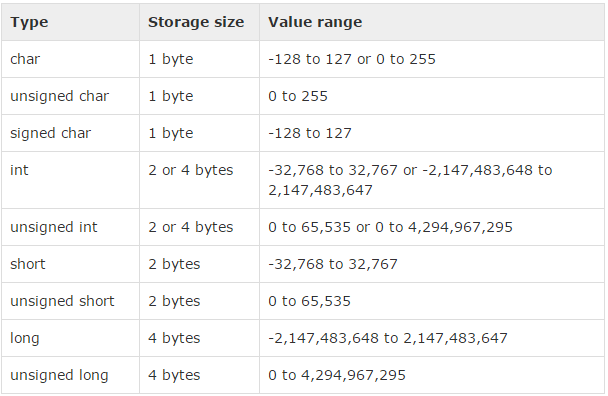 Type Storage size Value range
char 1 byte -128 to 127 or 0 to 255
unsigned char 1 byte 0 to 255
signed char 1 byte -128 to 127
int 2 or 4 bytes -32,768 to 32,767 or -2,147,483,648 to
2,147,483,647
unsigned int 2 or 4 bytes 0 to 65,535 or 0 to 4,294,967,295
short 2 bytes -32,768 to 32,767
unsigned short 2 bytes 0 to 65,535
long 4 bytes -2,147,483,648 to 2,147,483,647
unsigned long 4 bytes 0 to 4,294,967,295